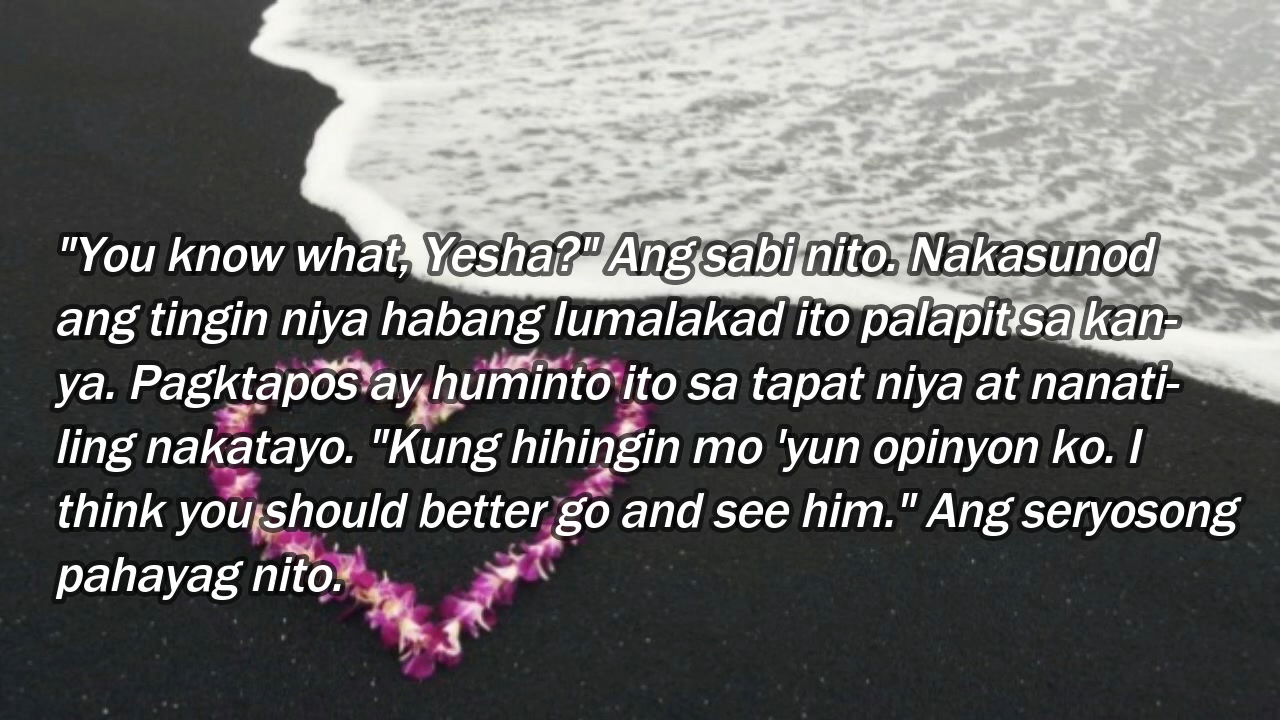 "You know what, Yesha?" Ang sabi nito. Nakasunod
ang tingin niya habang lumalakad ito palapit sa kan-
ya. Pagktapos ay huminto ito sa tapat niya at nanati-
ling nakatayo. "Kung hihingin mo 'yun opinyon ko. I
think you should better go and see him." Ang seryosong
pahayag nito.